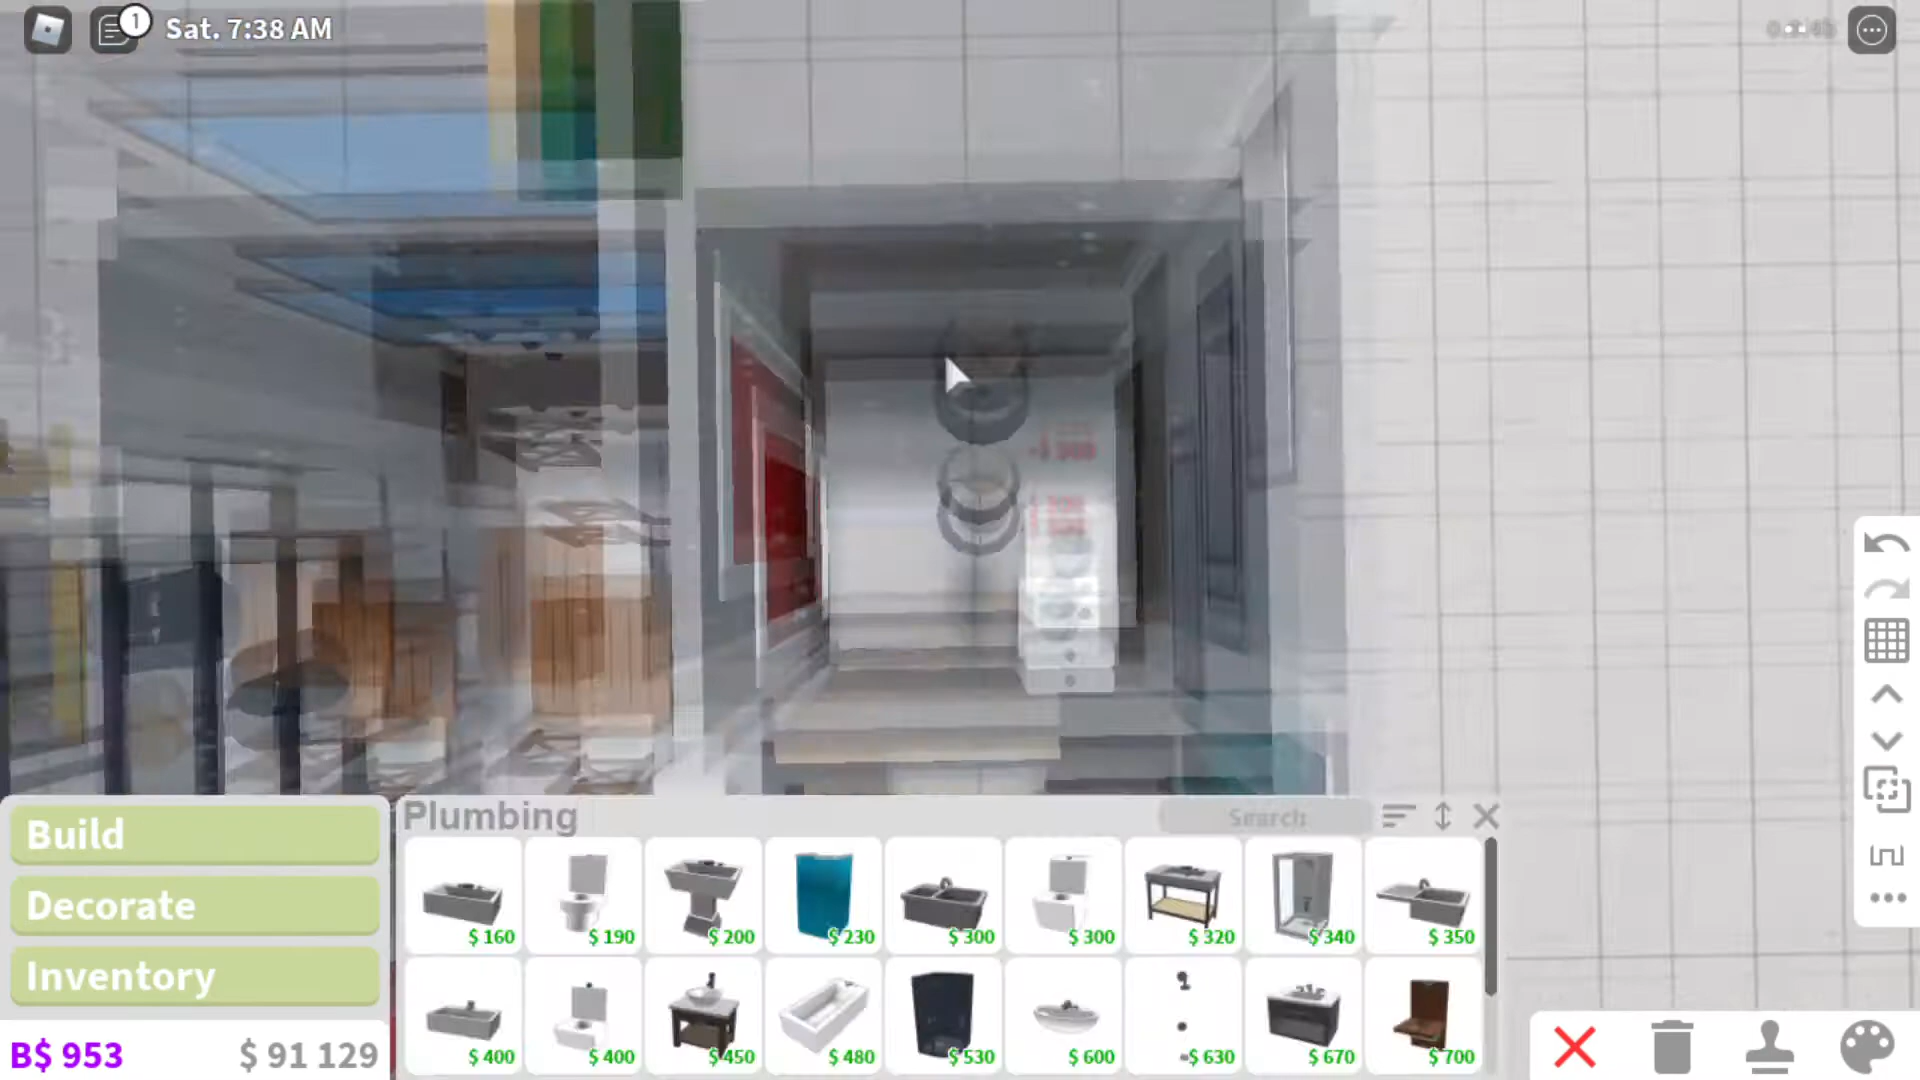 1
Sat. 7:38 AM
Build
Decorate
Inventory
B$ 953
$ 91 129
Plumbing
Search
$ 160
$ 190
$ 200
$ 230
$ 300
$ 300
$ 320
$ 340
$ 350
$ 400
$ 400
$ 450
$ 480
$ 530
$ 600
$ 630
$ 670
$ 700